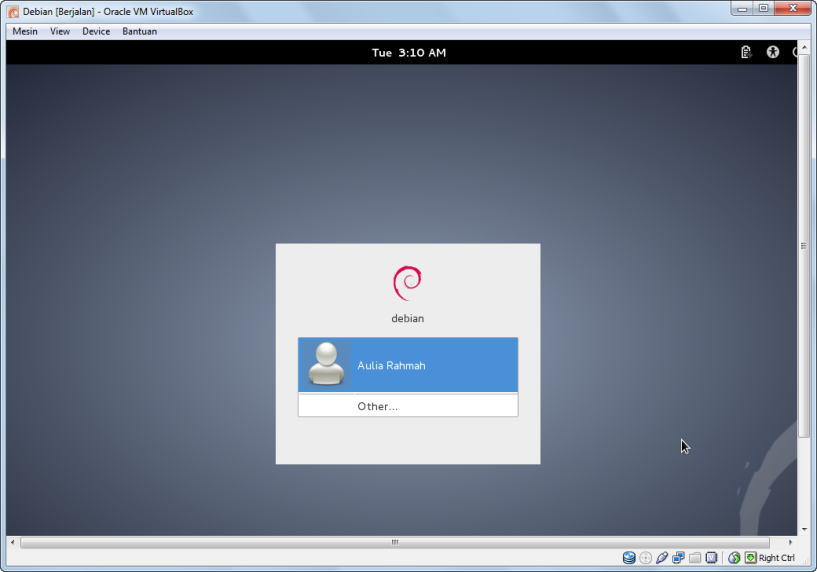 Debian [Berjalan] - Oracle VM VirtualBox
Mesin View Device Bantuan
Tue 3:10 AM
debian
Aulia Rahmah
Other...
Right Ctrl